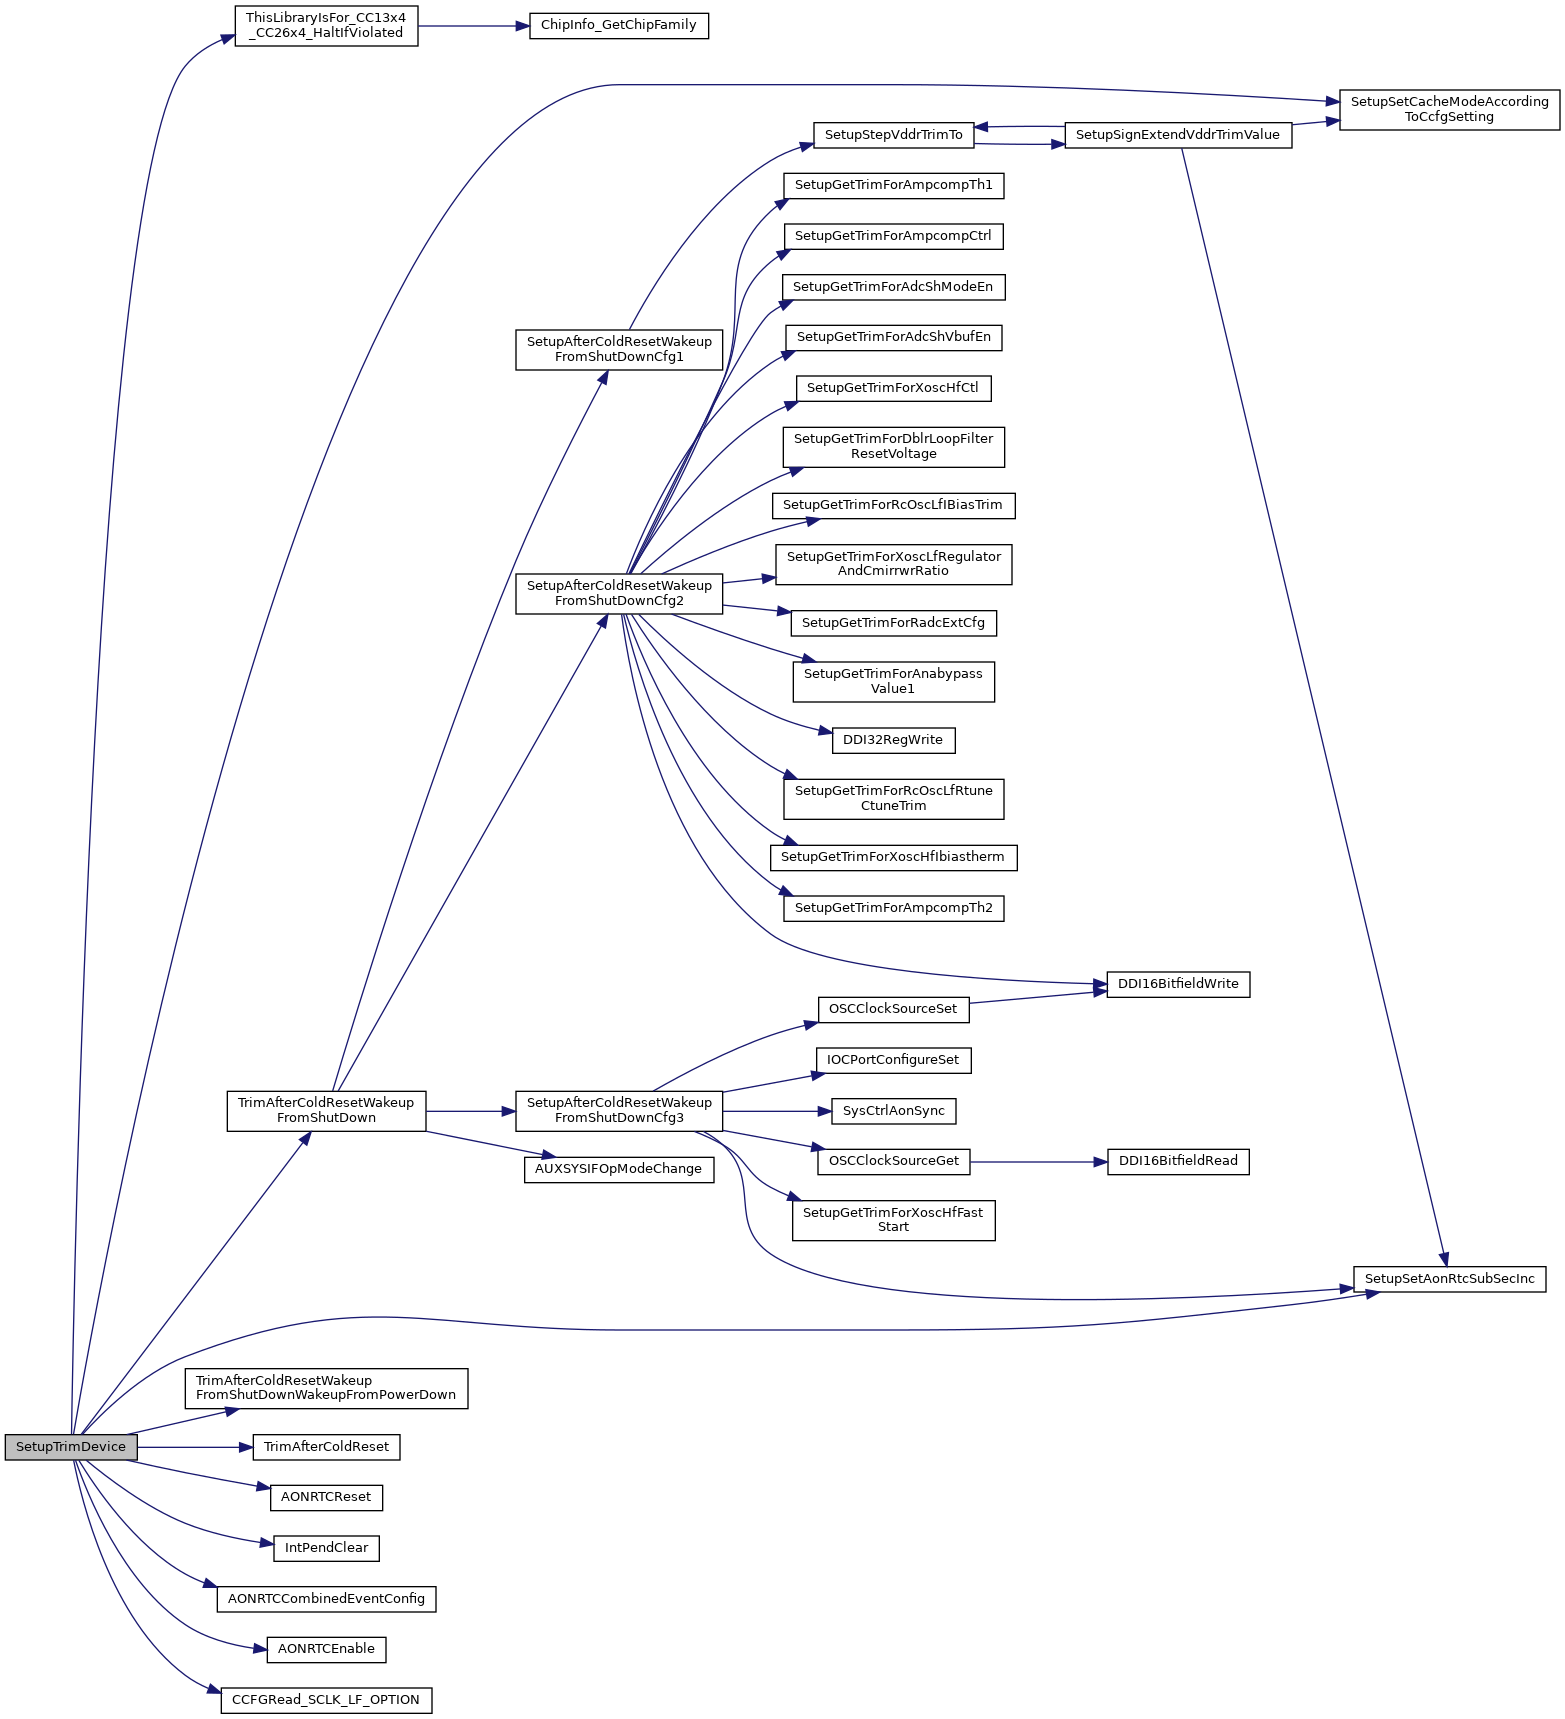 ThisLibraryIsFor_CC13x4
_CC26x4_HaltIfViolated
ChipInfo_GetChipFamily
SetupSetCacheModeAccording
ToCcfgSetting
SetupStepVddrTrimTo
SetupSignExtendVddrTrimValue
SetupGetTrimForAmpcompTh1
SetupGetTrimForAmpcompCtrl
SetupGetTrimForAdcShModeEn
SetupGetTrimForAdcShVbufEn
SetupAfterColdResetWakeup
FromShutDownCfg1
SetupGetTrimForXoscHfCtl
SetupGetTrimForDblrLoopFilter
ResetVoltage
SetupGetTrimForRcOscLfIBiasTrim
SetupGetTrimForXoscLfRegulator
AndCmirrwrRatio
SetupAfterColdResetWakeup
FromShutDownCfg2
SetupGetTrimForRadcExtCfg
SetupGetTrimForAnabypass
Value1
DDI32RegWrite
SetupGetTrimForRcOscLfRtune
CtuneTrim
SetupGetTrimForXoscHfIbiastherm
SetupGetTrimForAmpcompTh2
DDI16BitfieldWrite
OSCClockSourceSet
IOCPortConfigureSet
TrimAfterColdResetWakeup
FromShutDown
SetupAfterColdResetWakeup
FromShutDownCfg3
SysCtrlAonSync
AUXSYSIFOpModeChange
OSCClockSourceGet
DDI16BitfieldRead
SetupGetTrimForXoscHfFast
Start
SetupSetAonRtcSubSecInc
TrimAfterColdResetWakeup
FromShutDownWakeupFromPowerDown
SetupTrimDevice
TrimAfterColdReset
AONRTCReset
IntPendClear
AONRTCCombinedEventConfig
AONRTCEnable
CCFGRead_SCLK_LF_OPTION